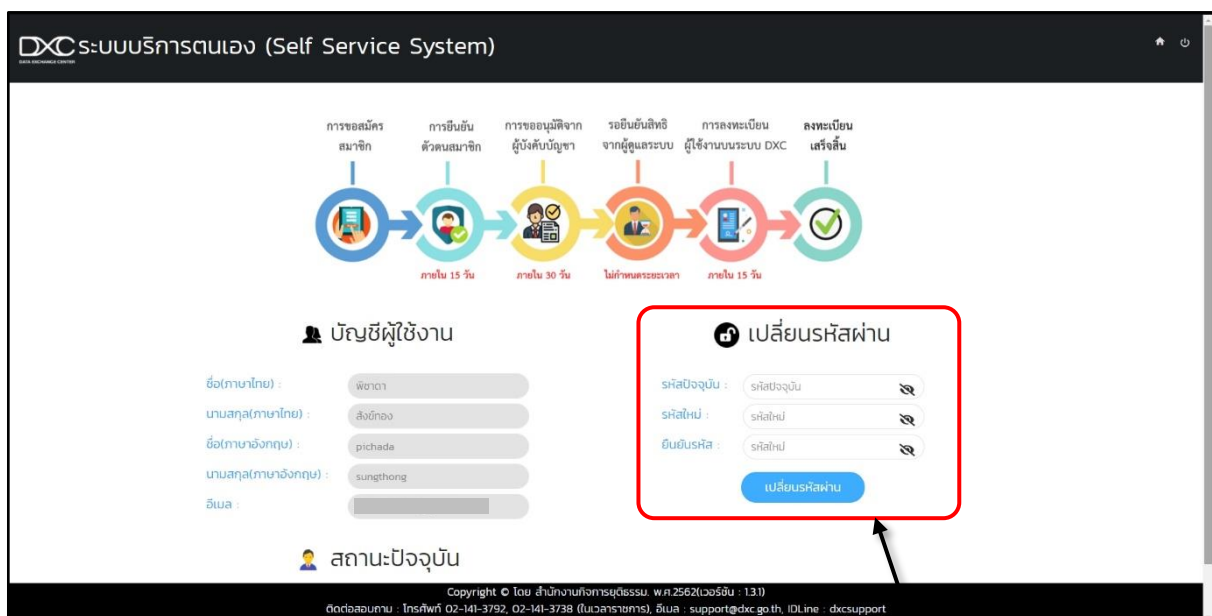 DXC ระบบบริการตนเอง (Self Service System)
DATA EXCHANGE CENTER
การขอสมัคร
สมาชิก
การยืนยัน
ตัวตนสมาชิก
การขออนุมัติจาก
ผู้บังคับบัญชา
รอยืนยันสิทธิ
จากผู้ดูแลระบบ
การลงทะเบียน
ผู้ใช้งานบนระบบ DXC
ลงทะเบียน
เสร็จสิ้น
ภายใน 15 วัน
ภายใน 30 วัน
ไม่กำหนดระยะเวลา
ภายใน 15 วัน
บัญชีผู้ใช้งาน
ชื่อ(ภาษาไทย) : พิชาดา
นามสกุล(ภาษาไทย) : สังข์ทอง
ชื่อ(ภาษาอังกฤษ) : pichada
นามสกุล(ภาษาอังกฤษ) : sungthong
อีเมล :
เปลี่ยนรหัสผ่าน
รหัสปัจจุบัน : รหัสปัจจุบัน
รหัสใหม่ : รหัสใหม่
ยืนยันรหัส : รหัสใหม่
เปลี่ยนรหัสผ่าน
สถานะปัจจุบัน
Copyright © โดย สำนักงานกิจการยุติธรรม. พ.ศ.2562(เวอร์ชัน : 1.3.1)
ติดต่อสอบถาม : โทรศัพท์ 02-141-3792, 02-141-3738 (ในเวลาราชการ), อีเมล : support@dxc.go.th, IDLine : dxcsupport